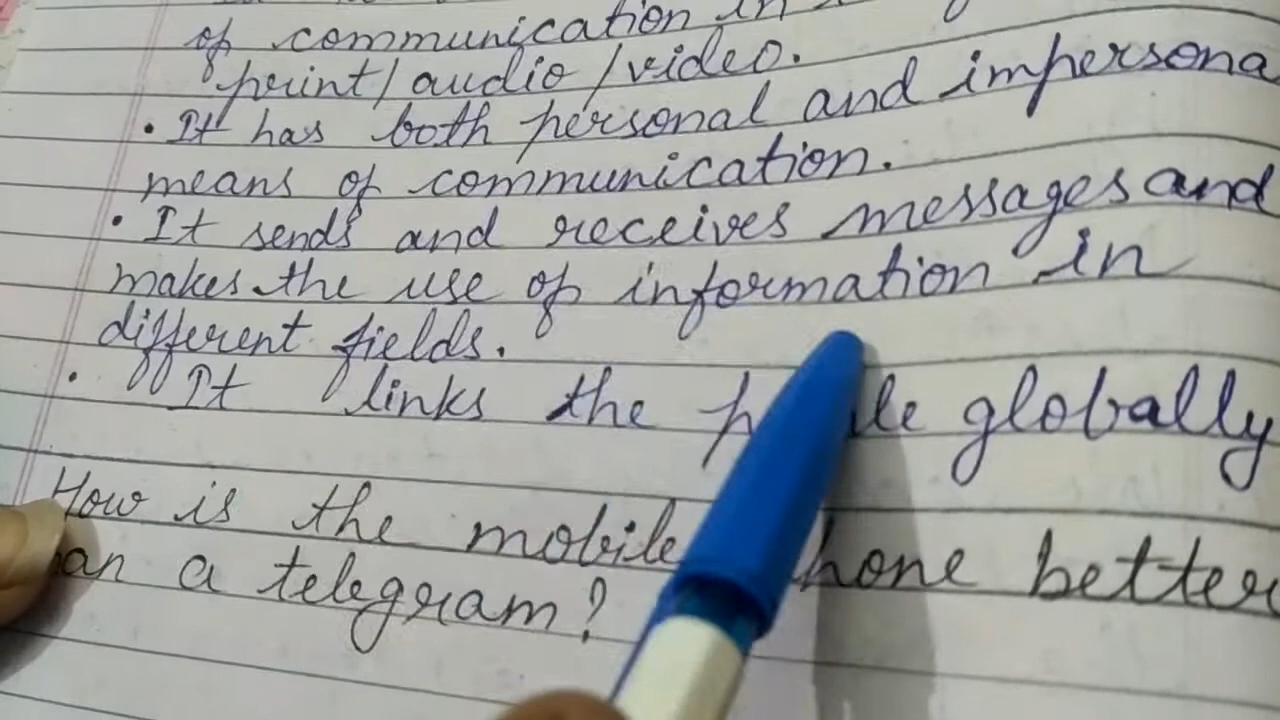 of communication in
print/audio/video.
• It has both personal and impersona
means of communication.
• It sends and receives messages and
makes the use of information in
different fields.
• It links the globally
How is the mobile hone better
an a telegram?